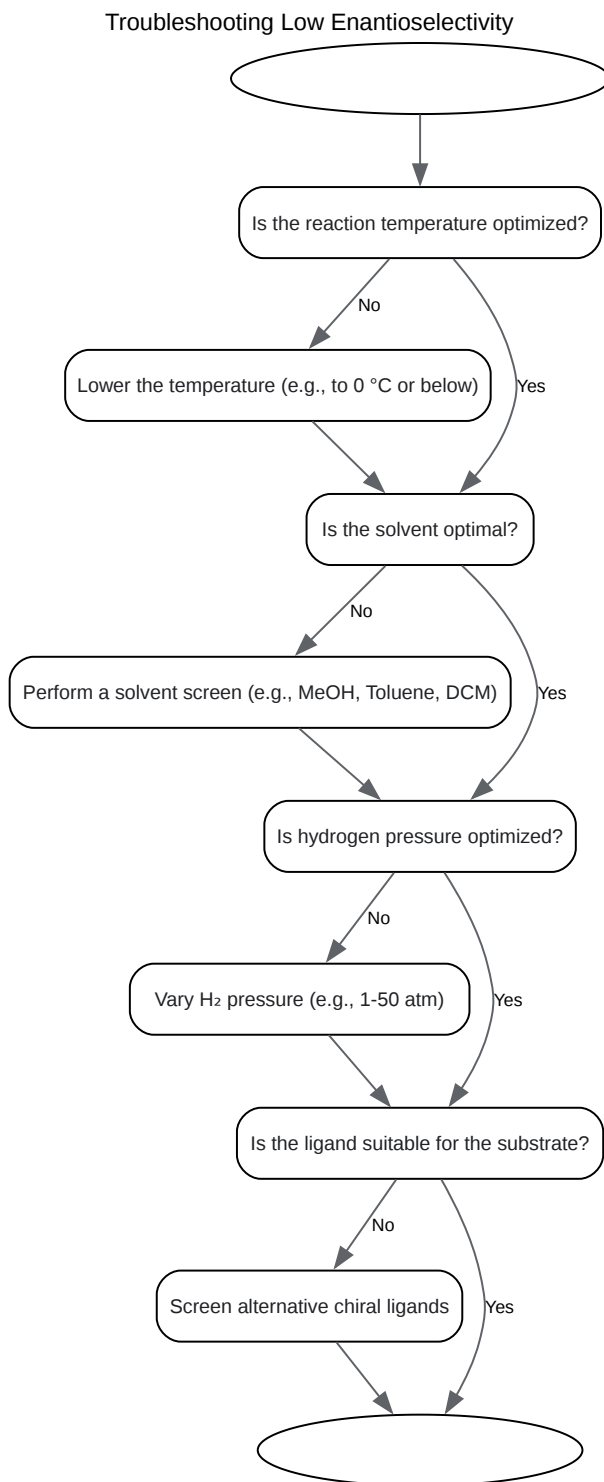 Troubleshooting Low Enantioselectivity
Is the reaction temperature optimized?
No
Lower the temperature (e.g., to 0 °C or below)
Yes
Is the solvent optimal?
No
Perform a solvent screen (e.g., MeOH, Toluene, DCM)
Yes
Is hydrogen pressure optimized?
No
Vary H₂ pressure (e.g., 1-50 atm)
Yes
Is the ligand suitable for the substrate?
No
Screen alternative chiral ligands
Yes